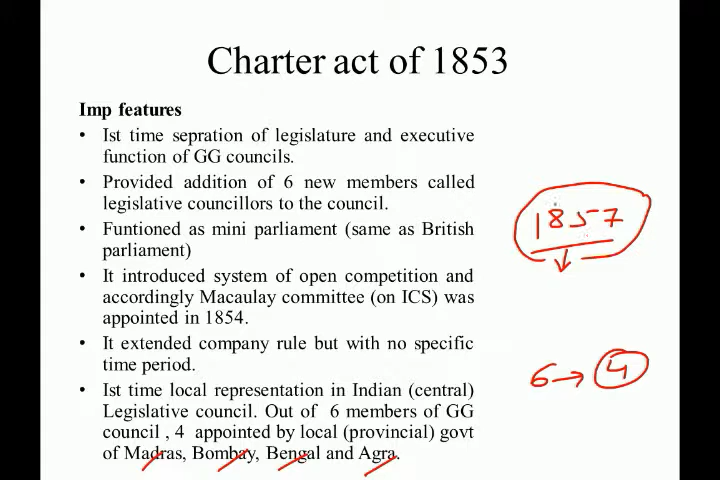 Charter act of 1853
Imp features
• Ist time sepration of legislature and executive
function of GG councils.
• Provided addition of 6 new members called
legislative councillors to the council.
• Funtioned as mini parliament (same as British
parliament)
• It introduced system of open competition and
accordingly Macaulay committee (on ICS) was
appointed in 1854.
• It extended company rule but with no specific
time period.
• Ist time local representation in Indian (central)
Legislative council. Out of 6 members of GG
council , 4 appointed by local (provincial) govt
of Madras, Bombay, Bengal and Agra.
1857
6 → 4